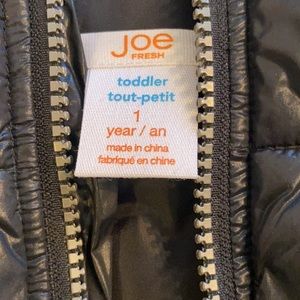 Joe
FRESH
toddler
tout-petit
1
year / an
made in china
fabriqué en chine